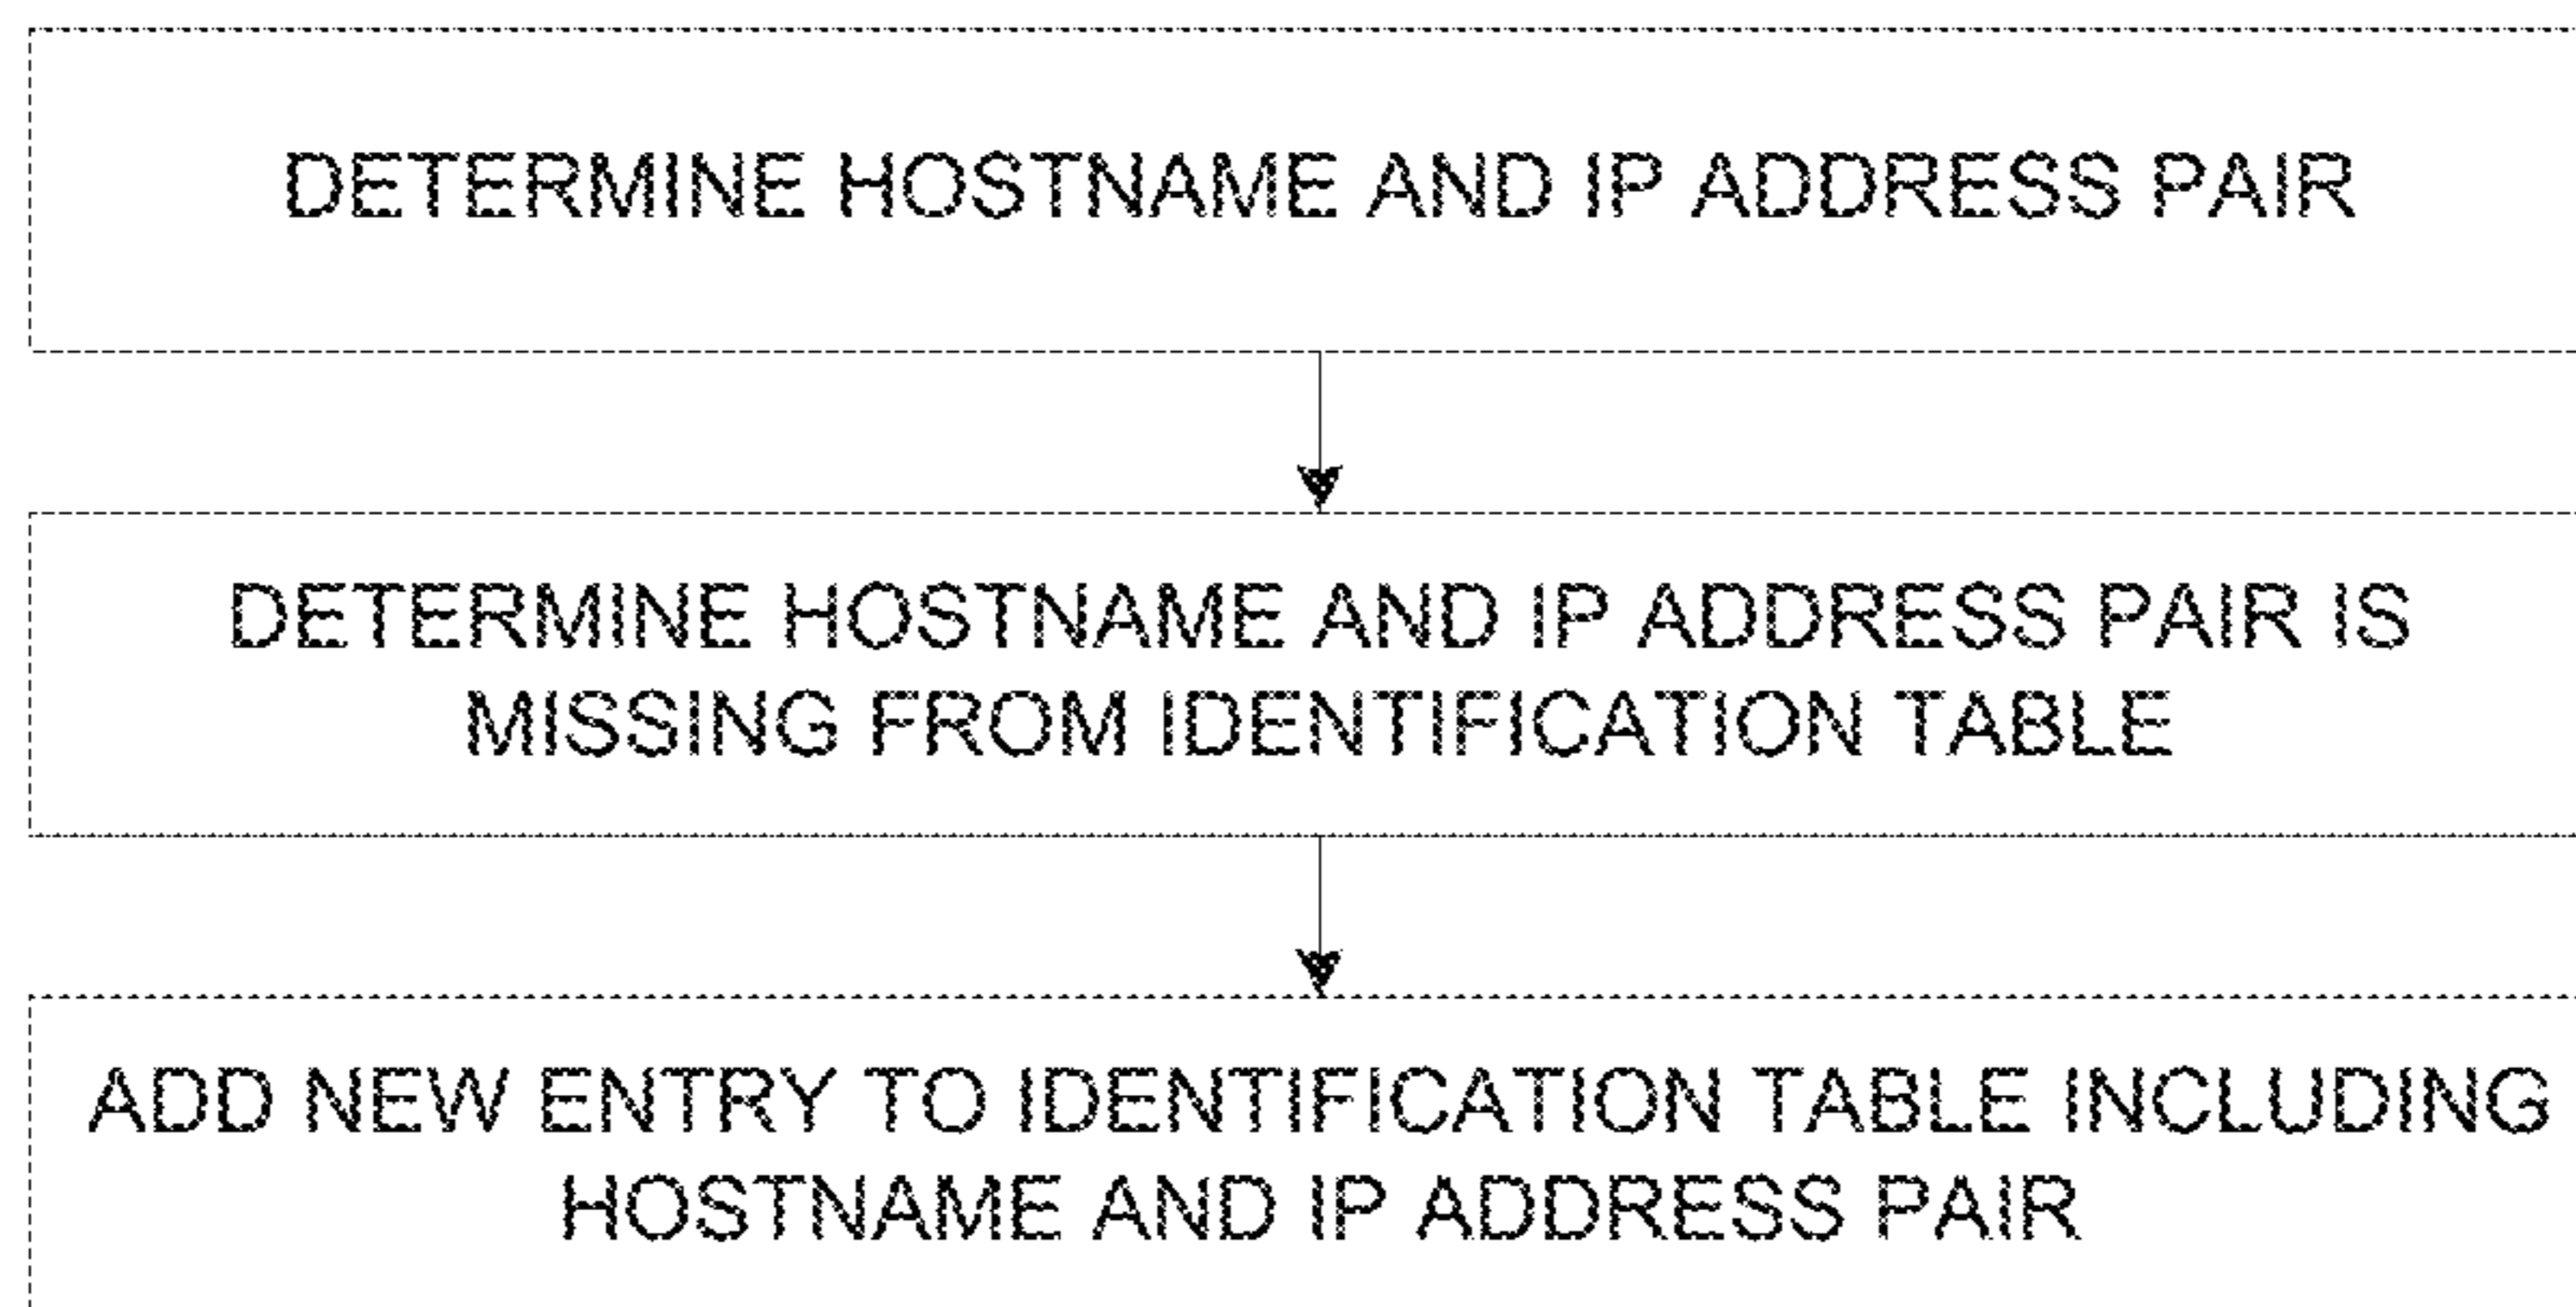 DETERMINE HOSTNAME AND IP ADDRESS PAIR
DETERMINE HOSTNAME AND IP ADDRESS PAIR IS
MISSING FROM IDENTIFICATION TABLE
ADD NEW ENTRY TO IDENTIFICATION TABLE INCLUDING
HOSTNAME AND IP ADDRESS PAIR